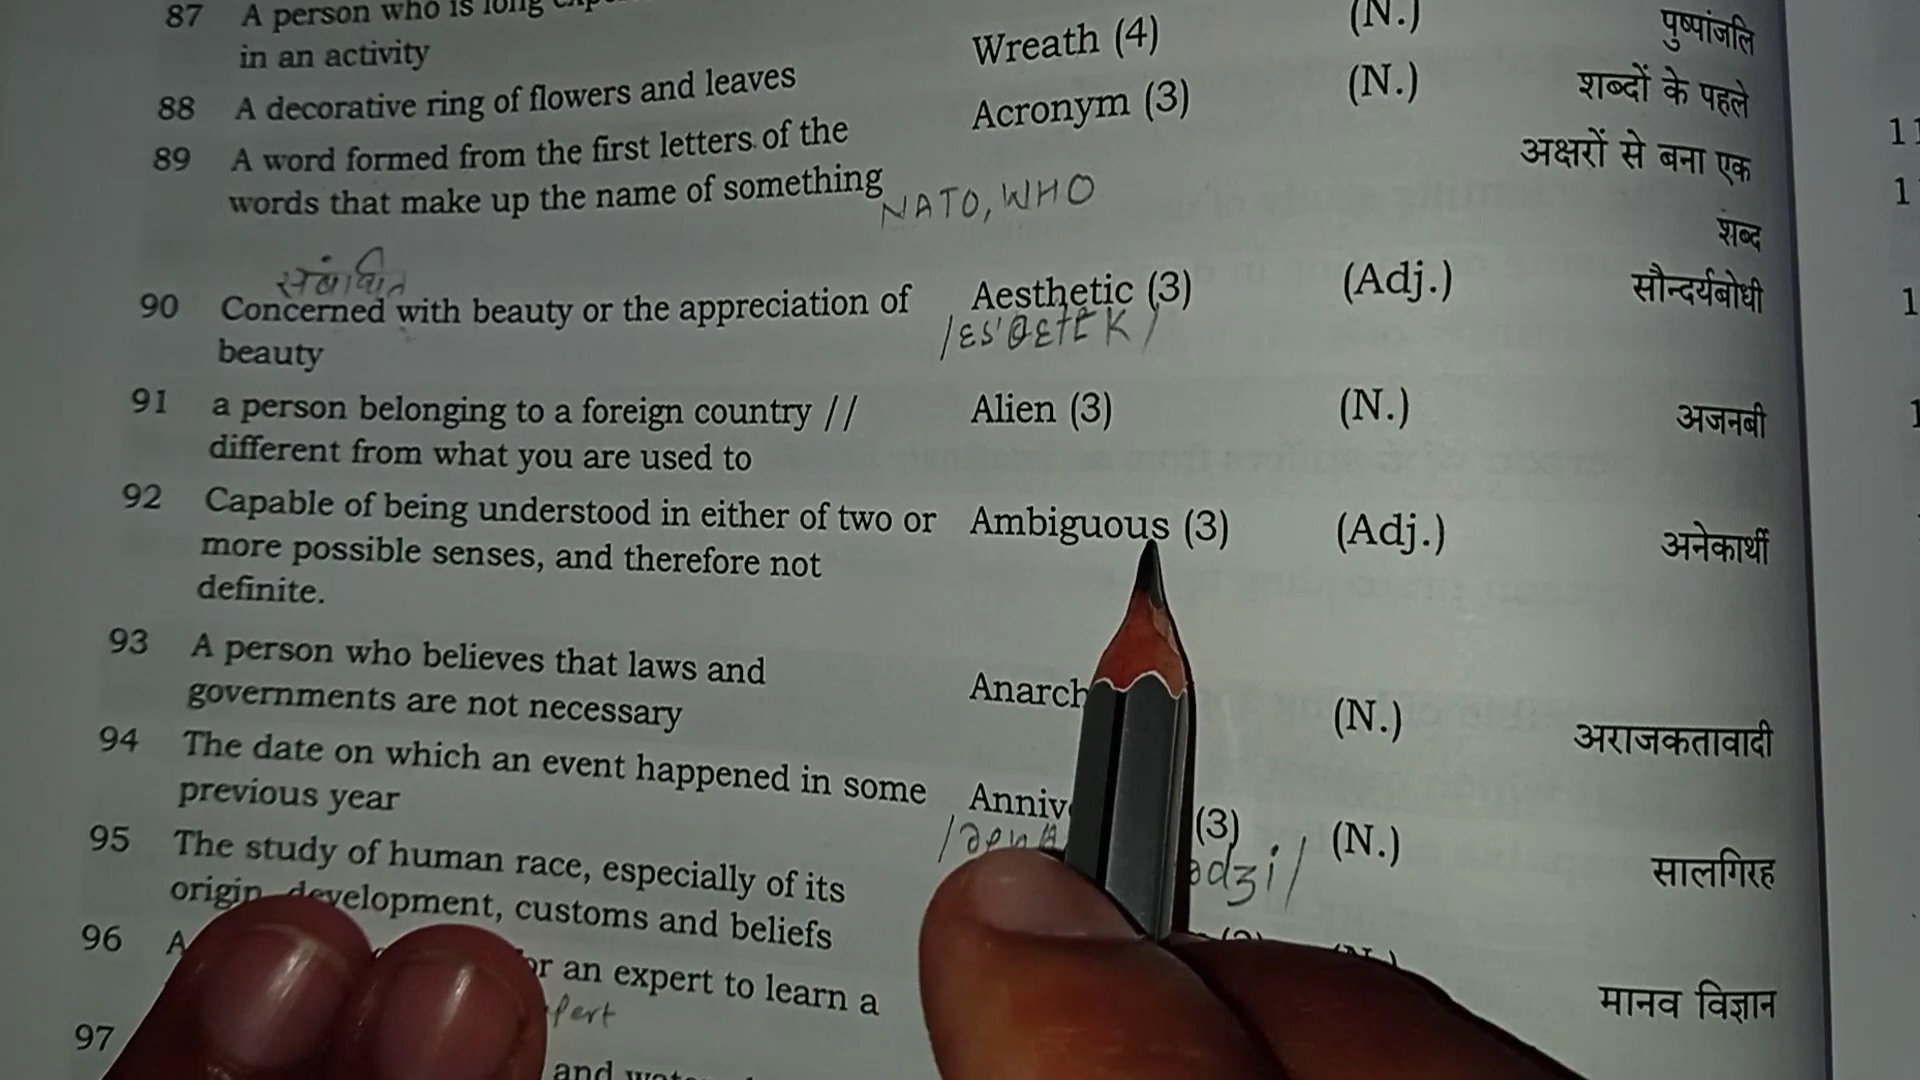 87 A person who is long
in an activity
(N.) पुष्पांजलि
88 A decorative ring of flowers and leaves Wreath (4) (N.) शब्दों के पहले
89 A word formed from the first letters of the Acronym (3) अक्षरों से बना एक
words that make up the name of something NATO, WHO
शब्द
90 Concerned with beauty or the appreciation of Aesthetic (3) (Adj.) सौन्दर्यबोधी
beauty
91 a person belonging to a foreign country // Alien (3) (N.) अजनबी
different from what you are used to
92 Capable of being understood in either of two or Ambiguous (3) (Adj.) अनेकार्थी
more possible senses, and therefore not
definite.
93 A person who believes that laws and Anarch (N.) अराजकतावादी
governments are not necessary
94 The date on which an event happened in some Anniv (3) (N.) सालगिरह
previous year
95 The study of human race, especially of its मानव विज्ञान
origin, development, customs and beliefs
96 A or an expert to learn a
pert
97 and